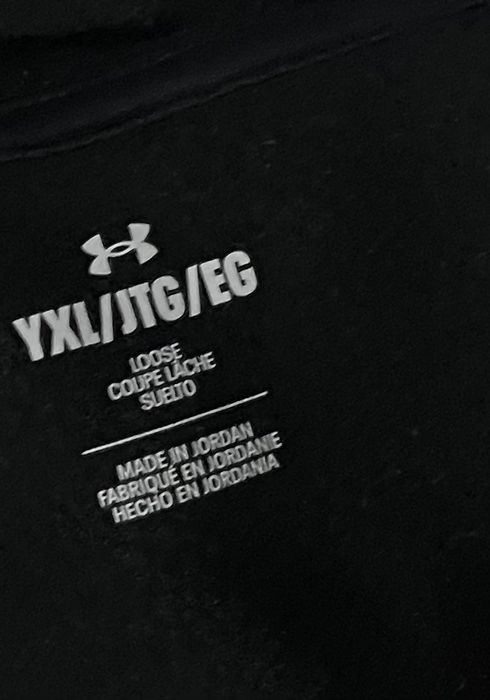 YXL/JTG/EG
LOOSE
COUPE LÂCHE
SUELTO
MADE IN JORDAN
FABRIQUÉ EN JORDANIE
HECHO EN JORDANIA